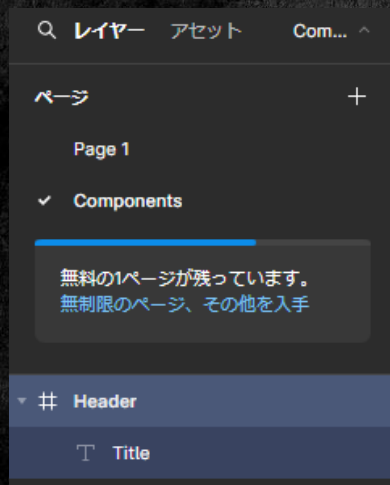 レイヤー アセット Com...
ページ
Page 1
Components
無料の1ページが残っています。
無制限のページ、その他を入手
Header
Title